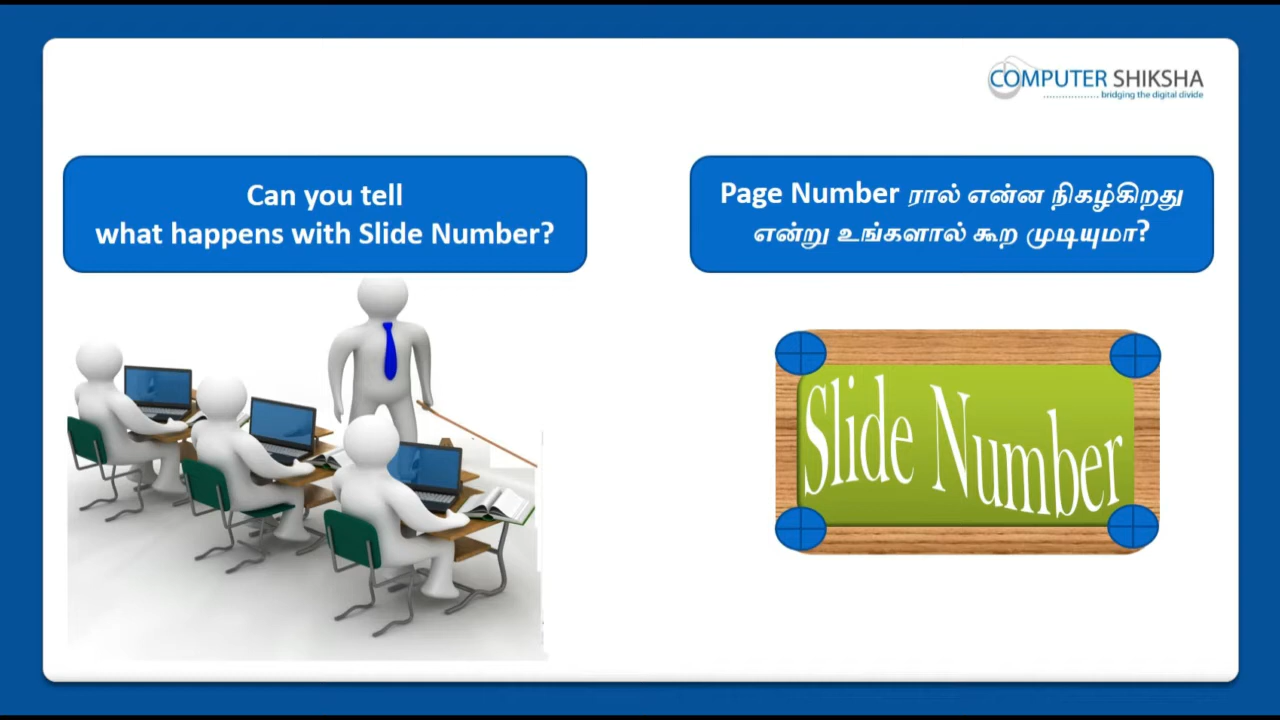 COMPUTER SHIKSHA
bridging the digital divide
Can you tell
what happens with Slide Number?
Page Number ரால் என்ன நிகழ்கிறது
என்று உங்களால் கூற முடியுமா?
Slide Number